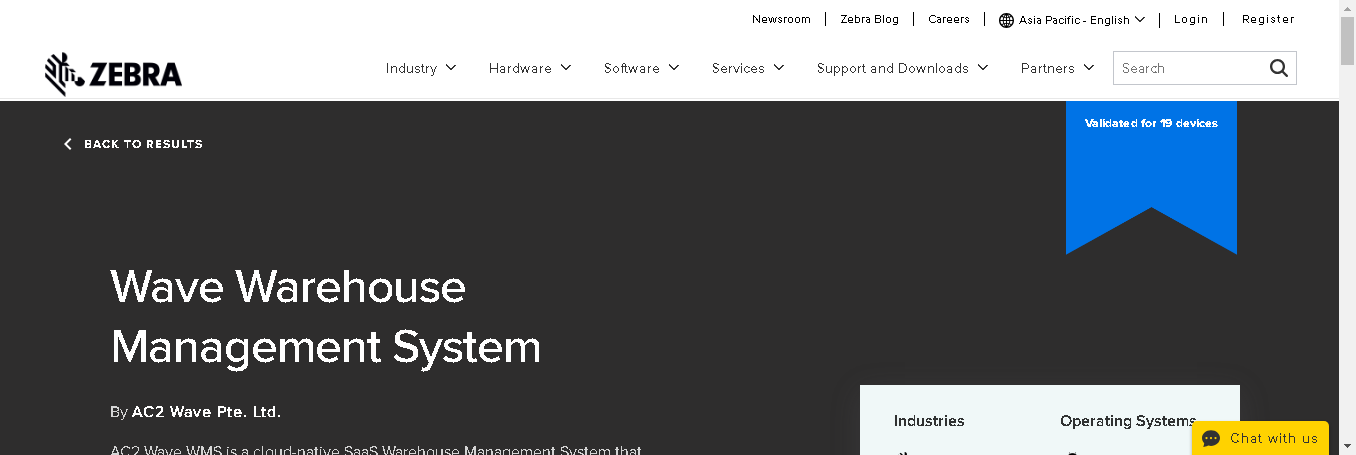 Newsroom
Zebra Blog
Careers
Asia Pacific - English
Login
Register
ZEBRA
Industry
Hardware
Software
Services
Support and Downloads
Partners
Search
BACK TO RESULTS
Validated for 19 devices
Wave Warehouse
Management System
By AC2 Wave Pte. Ltd.
AC2 Wave WMS is a cloud-native SaaS Warehouse Management System that
Industries
Operating Systems
Chat with us